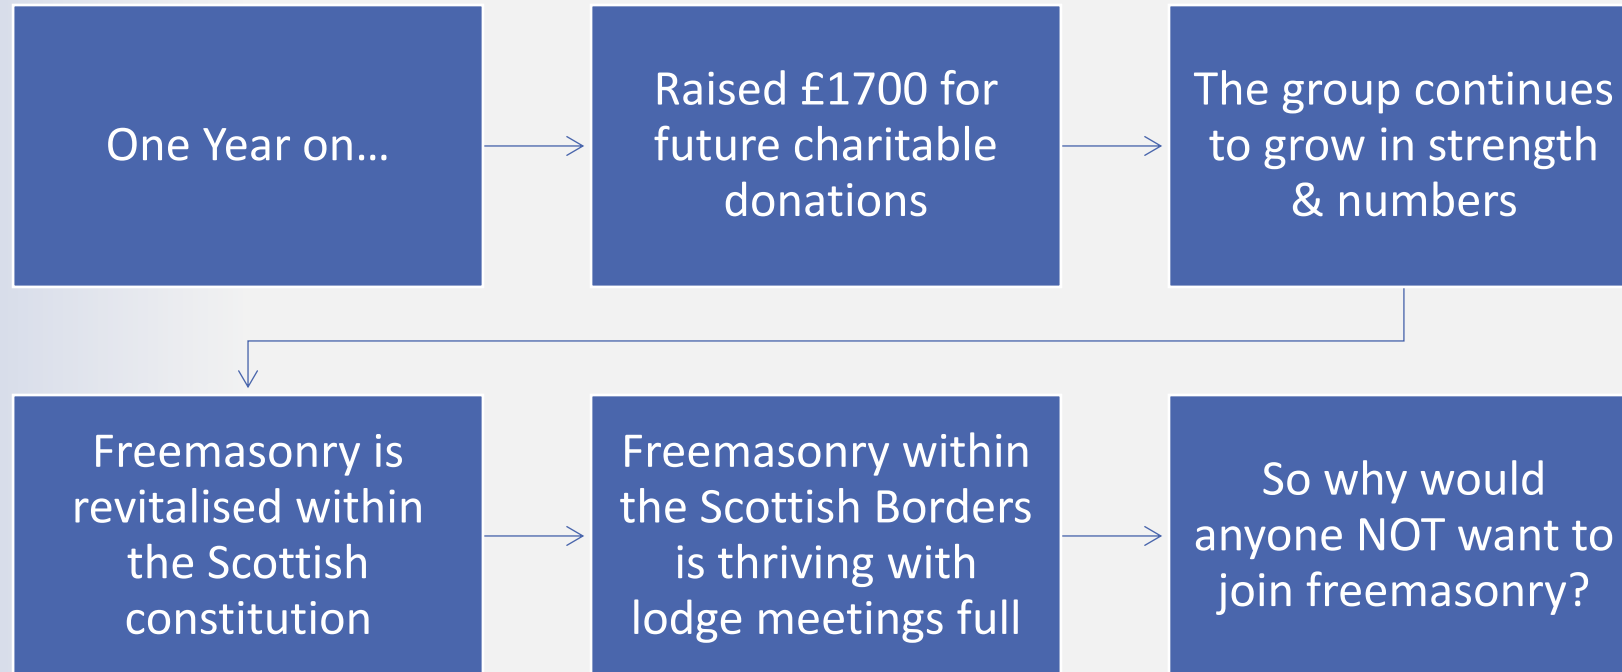 One Year on…
Raised £1700 for
future charitable
donations
The group continues
to grow in strength
& numbers
Freemasonry is
revitalised within
the Scottish
constitution
Freemasonry within
the Scottish Borders
is thriving with
lodge meetings full
So why would
anyone NOT want to
join freemasonry?